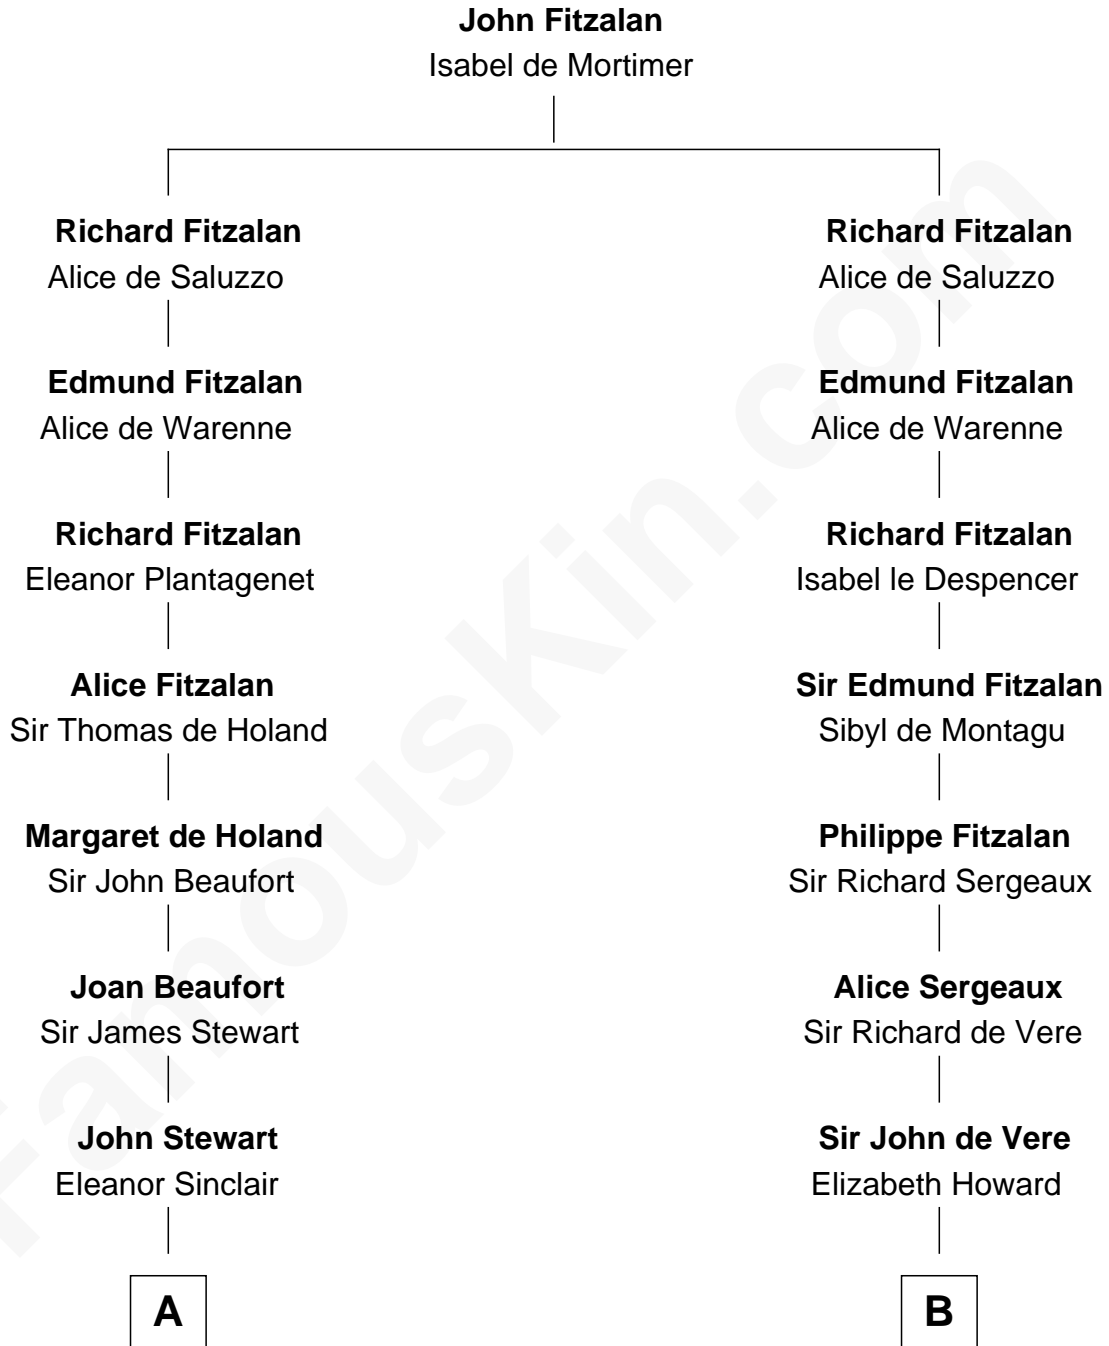 John Fitzalan
Isabel de Mortimer
Richard Fitzalan
Alice de Saluzzo
Richard Fitzalan
Alice de Saluzzo
Edmund Fitzalan
Alice de Warenne
Edmund Fitzalan
Alice de Warenne
Richard Fitzalan
Eleanor Plantagenet
Richard Fitzalan
Isabel le Despencer
Alice Fitzalan
Sir Thomas de Holand
Sir Edmund Fitzalan
Sibyl de Montagu
Margaret de Holand
Sir John Beaufort
Philippe Fitzalan
Sir Richard Sergeaux
Joan Beaufort
Sir James Stewart
Alice Sergeaux
Sir Richard de Vere
John Stewart
Eleanor Sinclair
Sir John de Vere
Elizabeth Howard
A
B
FamousKin.com